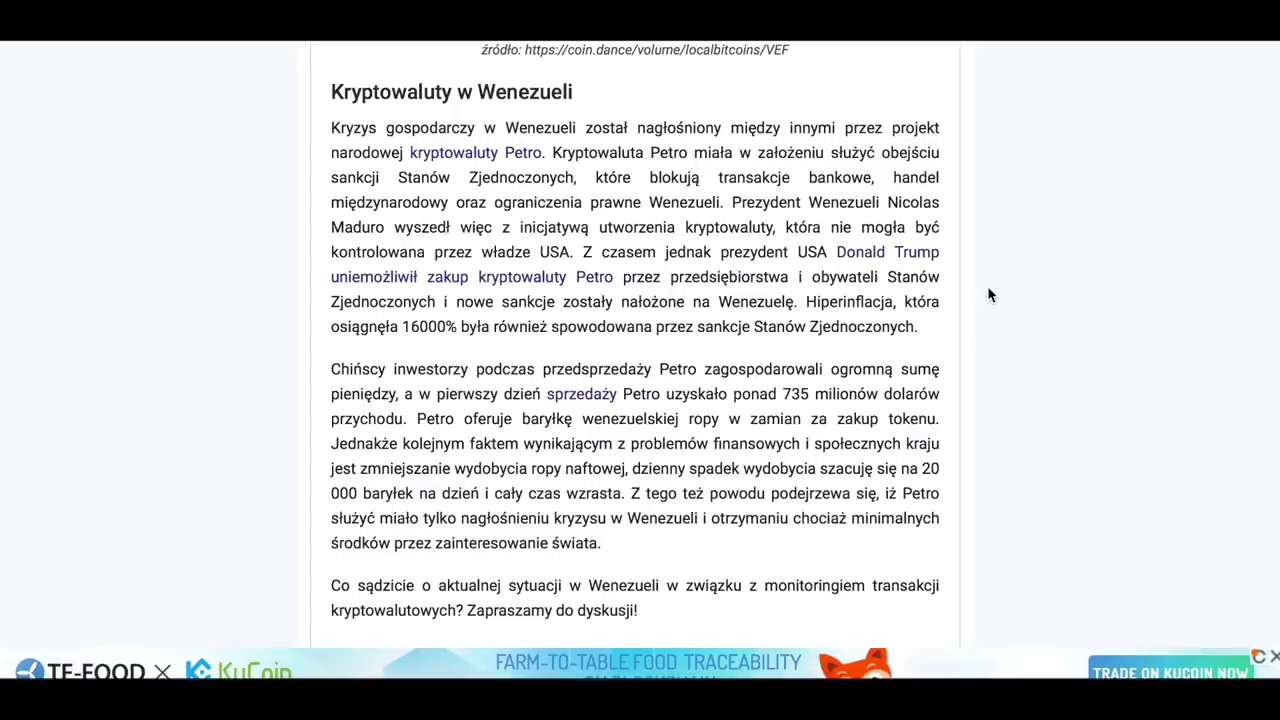 źródło: https://coin.dance/volume/localbitcoins/VEF
Kryptowaluty w Wenezueli
Kryzys gospodarczy w Wenezueli został nagłośniony między innymi przez projekt
narodowej kryptowaluty Petro. Kryptowaluta Petro miała w założeniu służyć obejściu
sankcji Stanów Zjednoczonych, które blokują transakcje bankowe, handel
międzynarodowy oraz ograniczenia prawne Wenezueli. Prezydent Wenezueli Nicolas
Maduro wyszedł więc z inicjatywą utworzenia kryptowaluty, która nie mogła być
kontrolowana przez władze USA. Z czasem jednak prezydent USA Donald Trump
uniemożliwił zakup kryptowaluty Petro przez przedsiębiorstwa i obywateli Stanów
Zjednoczonych i nowe sankcje zostały nałożone na Wenezuelę. Hiperinflacja, która
osiągnęła 16000% była również spowodowana przez sankcje Stanów Zjednoczonych.
Chińscy inwestorzy podczas przedsprzedaży Petro zagospodarowali ogromną sumę
pieniędzy, a w pierwszy dzień sprzedaży Petro uzyskało ponad 735 milionów dolarów
przychodu. Petro oferuje baryłkę wenezuelskiej ropy w zamian za zakup tokenu.
Jednakże kolejnym faktem wynikającym z problemów finansowych i społecznych kraju
jest zmniejszanie wydobycia ropy naftowej, dzienny spadek wydobycia szacuję się na 20
000 baryłek na dzień i cały czas wzrasta. Z tego też powodu podejrzewa się, iż Petro
służyć miało tylko nagłośnieniu kryzysu w Wenezueli i otrzymaniu chociaż minimalnych
środków przez zainteresowanie świata.
Co sądzicie o aktualnej sytuacji w Wenezueli w związku z monitoringiem transakcji
kryptowalutowych? Zapraszamy do dyskusji!
TE-FOOD × KuCoin
FARM-TO-TABLE FOOD TRACEABILITY
TRADE ON KUCOIN NOW